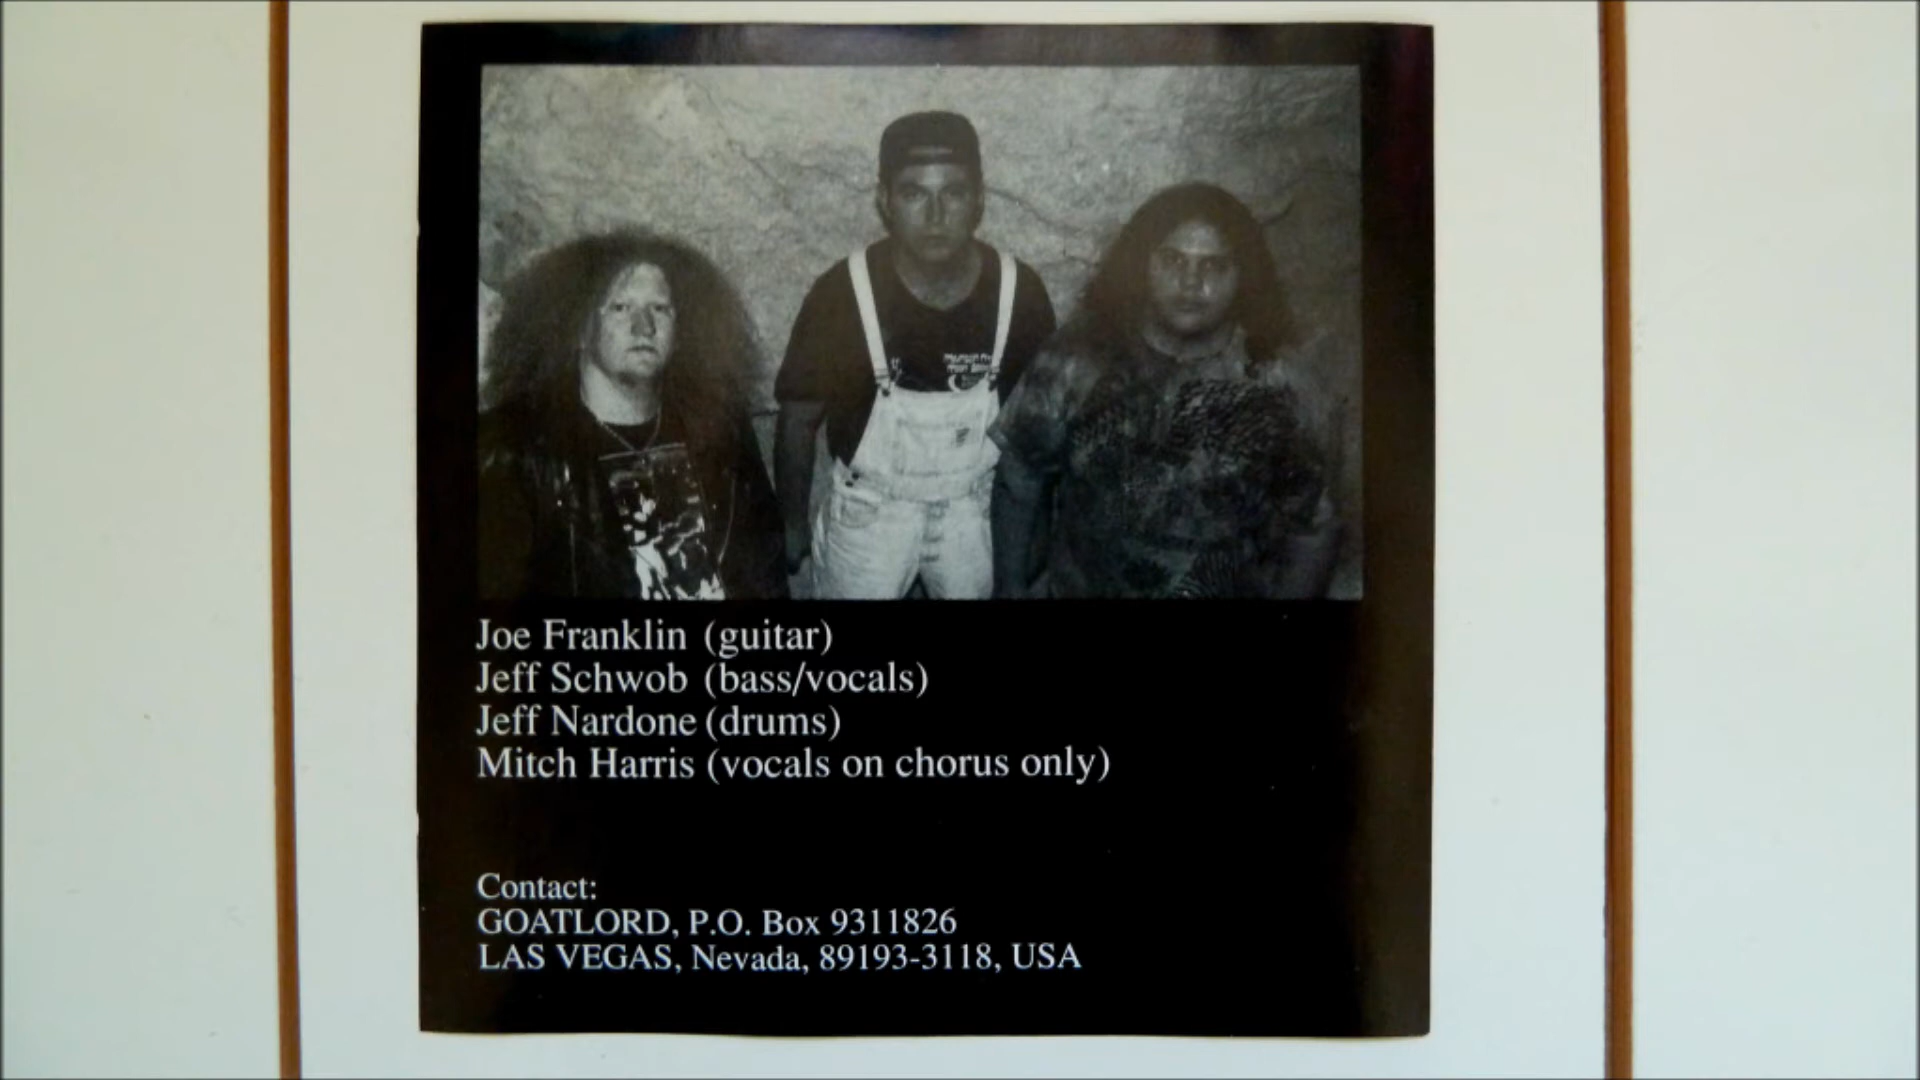 Joe Franklin (guitar)
Jeff Schwob (bass/vocals)
Jeff Nardone (drums)
Mitch Harris (vocals on chorus only)
Contact:
GOATLORD, P.O. Box 9311826
LAS VEGAS, Nevada, 89193-3118, USA